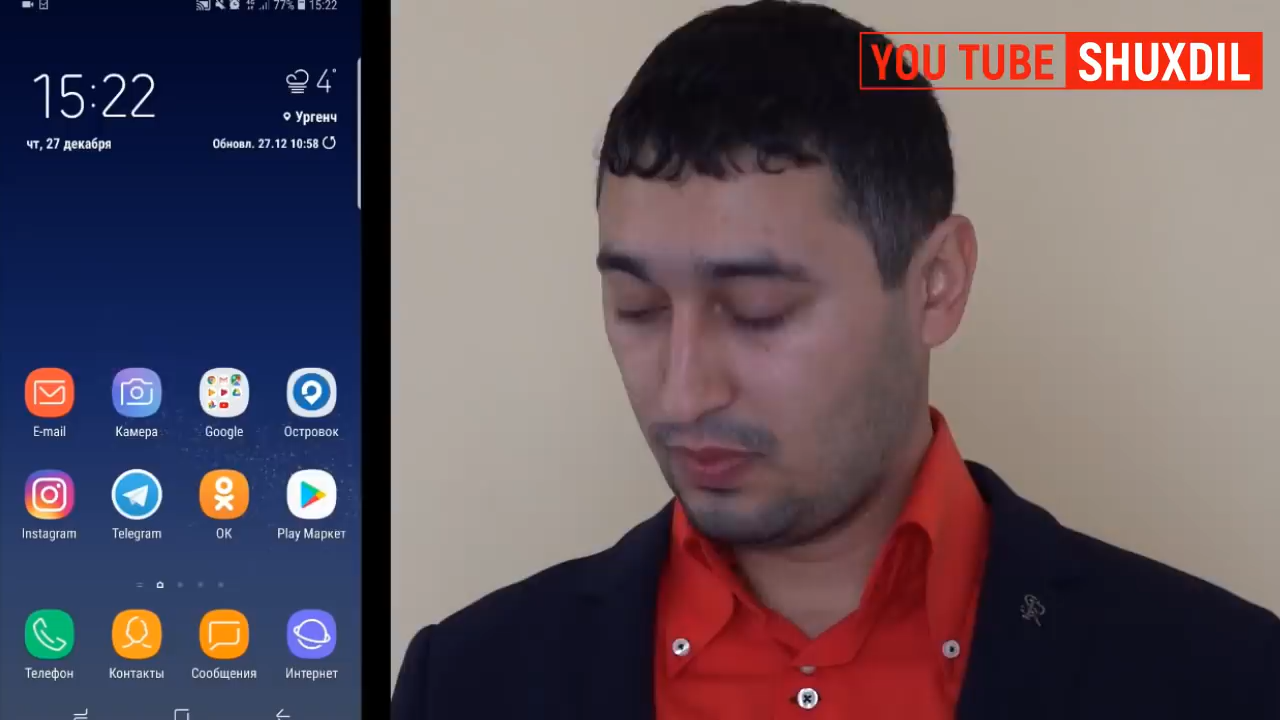 77% 15:22
15:22
4°
Ургенч
чт, 27 декабря
Обновл. 27.12 10:58
E-mail Камера Google Островок
Instagram Telegram ОК Play Маркет
Телефон Контакты Сообщения Интернет
YOU TUBE SHUXDIL